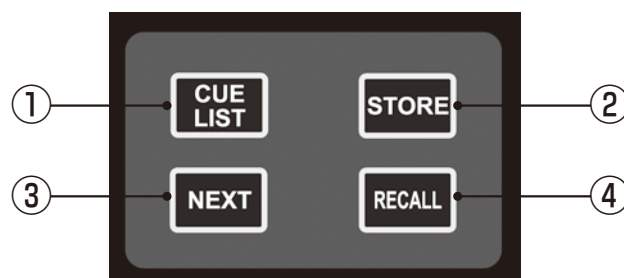 ①
CUE
LIST
STORE
②
③
NEXT
RECALL
④